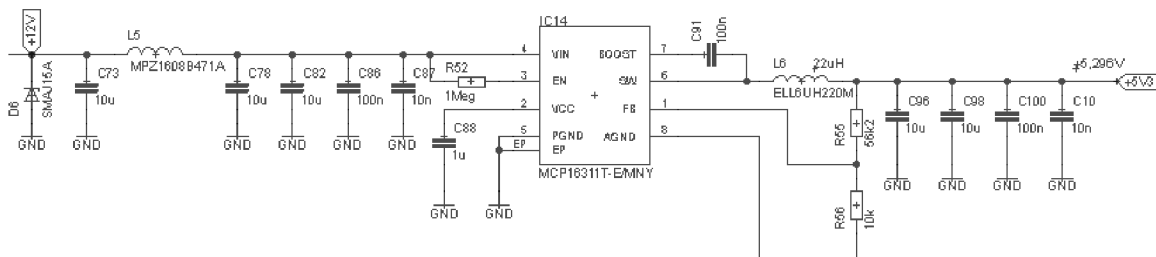 +12V
D6
SMAJ15A
GND
C73
10u
GND
L5
MPZ1608B471A
C78
10u
GND
C82
10u
GND
C86
100n
GND
C87
10n
GND
R52
1Meg
C88
1u
GND
GND
IC14
4 VIN BOOST 7
3 EN SW 6
2 VCC FB 1
5 PGND AGND 8
EP EP
MCP16311T-E/MNY
C91
100n
L6 22uH
ELL6UH220M
R55
56k2
R56
10k
C96
10u
GND
C98
10u
GND
C100
100n
GND
C10
10n
GND
5,296V
+5V3